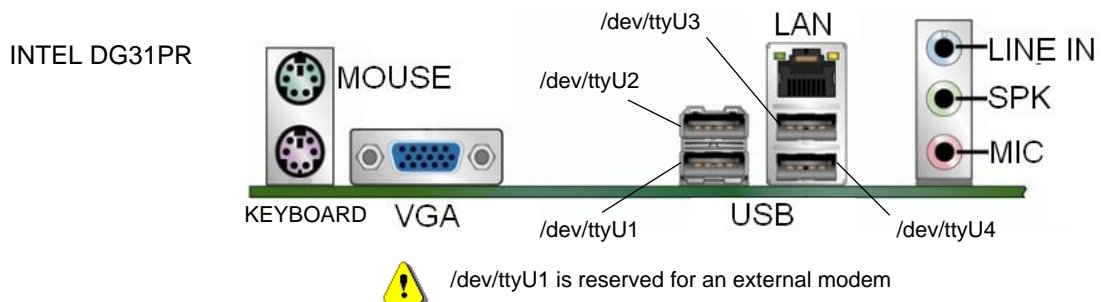 /dev/ttyU3
LAN
INTEL DG31PR
LINE IN
MOUSE
/dev/ttyU2
SPK
MIC
KEYBOARD
VGA
USB
/dev/ttyU1
/dev/ttyU4
/dev/ttyU1 is reserved for an external modem